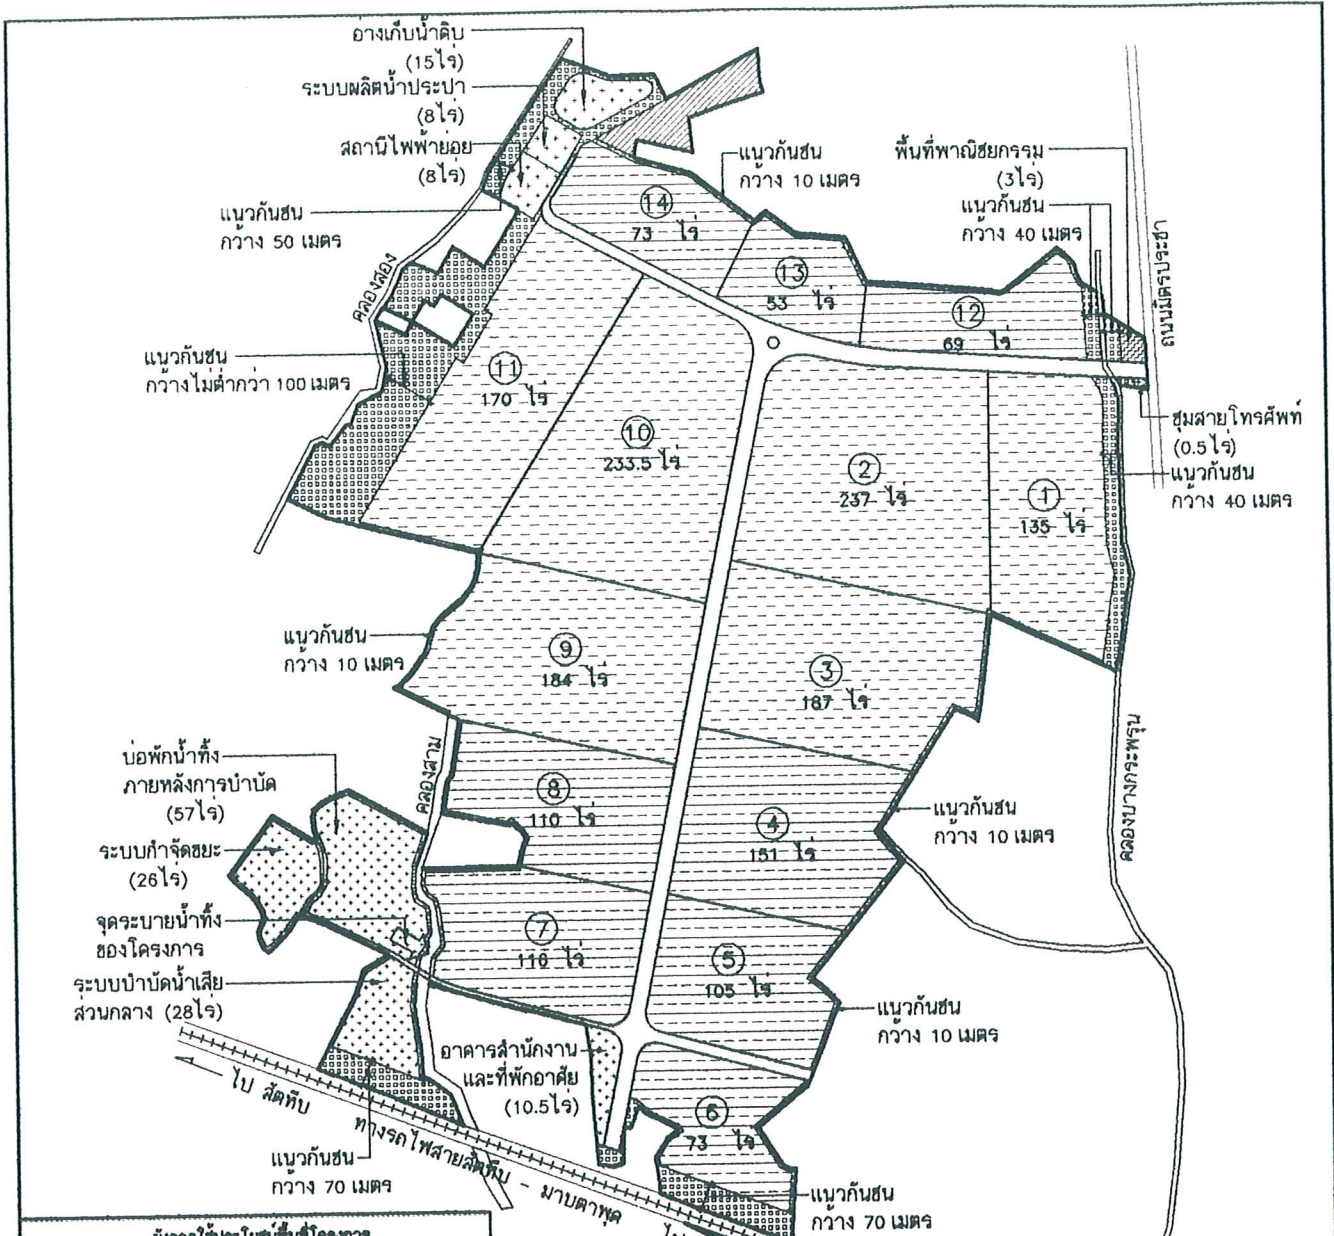 อ่างเก็บน้ำดิบ
(15ไร่)
ระบบผลิตน้ำประปา
(8ไร่)
สถานีไฟฟ้าย่อย
(8ไร่)
แนวกันชน
กว้าง 50 เมตร
คลองสอง
แนวกันชน
กว้างไม่ต่ำกว่า 100 เมตร
แนวกันชน
กว้าง 10 เมตร
พื้นที่พาณิชยกรรม
(3ไร่)
แนวกันชน
กว้าง 40 เมตร
ถนนมิตรประชา
14
73 ไร่
13
53 ไร่
12
69 ไร่
11
170 ไร่
10
233.5 ไร่
2
237 ไร่
1
135 ไร่
ชุมสายโทรศัพท์
(0.5ไร่)
แนวกันชน
กว้าง 40 เมตร
แนวกันชน
กว้าง 10 เมตร
9
184 ไร่
3
187 ไร่
คลองบางกระพรุน
คลองสาม
บ่อพักน้ำทิ้ง
ภายหลังการบำบัด
(57ไร่)
ระบบกำจัดขยะ
(26ไร่)
จุดระบายน้ำทิ้ง
ของโครงการ
ระบบบำบัดน้ำเสีย
ส่วนกลาง (28ไร่)
8
110 ไร่
4
151 ไร่
แนวกันชน
กว้าง 10 เมตร
7
116 ไร่
5
105 ไร่
แนวกันชน
กว้าง 10 เมตร
อาคารสำนักงาน
และที่พักอาศัย
(10.5ไร่)
6
73 ไร่
ไป สัตหีบ
ทางรถไฟสายสัตหีบ - มาบตาพุด
ไป
แนวกันชน
กว้าง 70 เมตร
แนวกันชน
กว้าง 70 เมตร